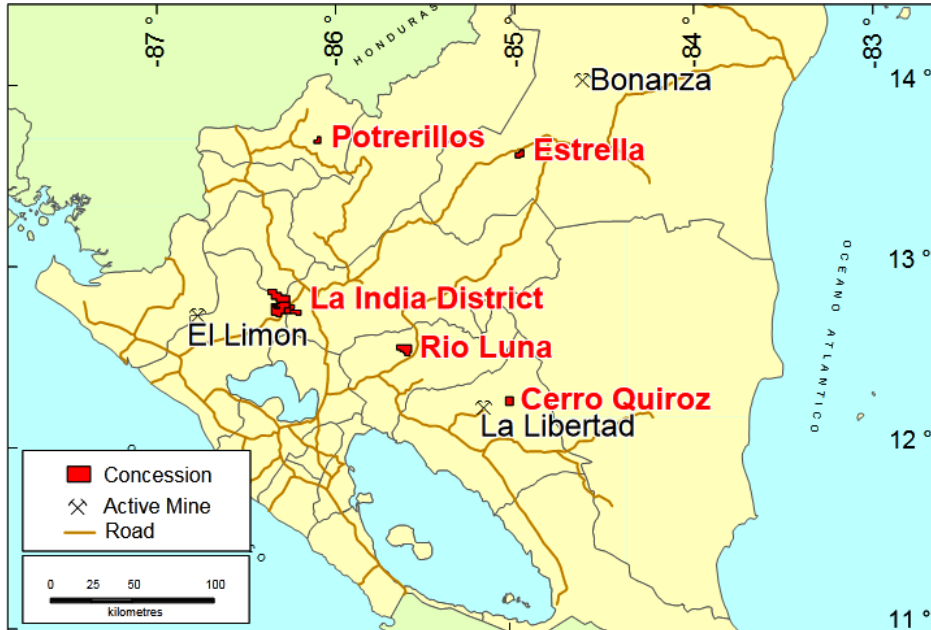 -87 °
-86 °
-85 °
-84 °
-83 °
HONDURAS
14 °
Bonanza
Potrerillos
Estrella
13 °
OCEANO ATLANTICO
La India District
El Limon
Rio Luna
Cerro Quiroz
La Libertad
12 °
Concession
Active Mine
Road
0 25 50 100
kilometres
11 °